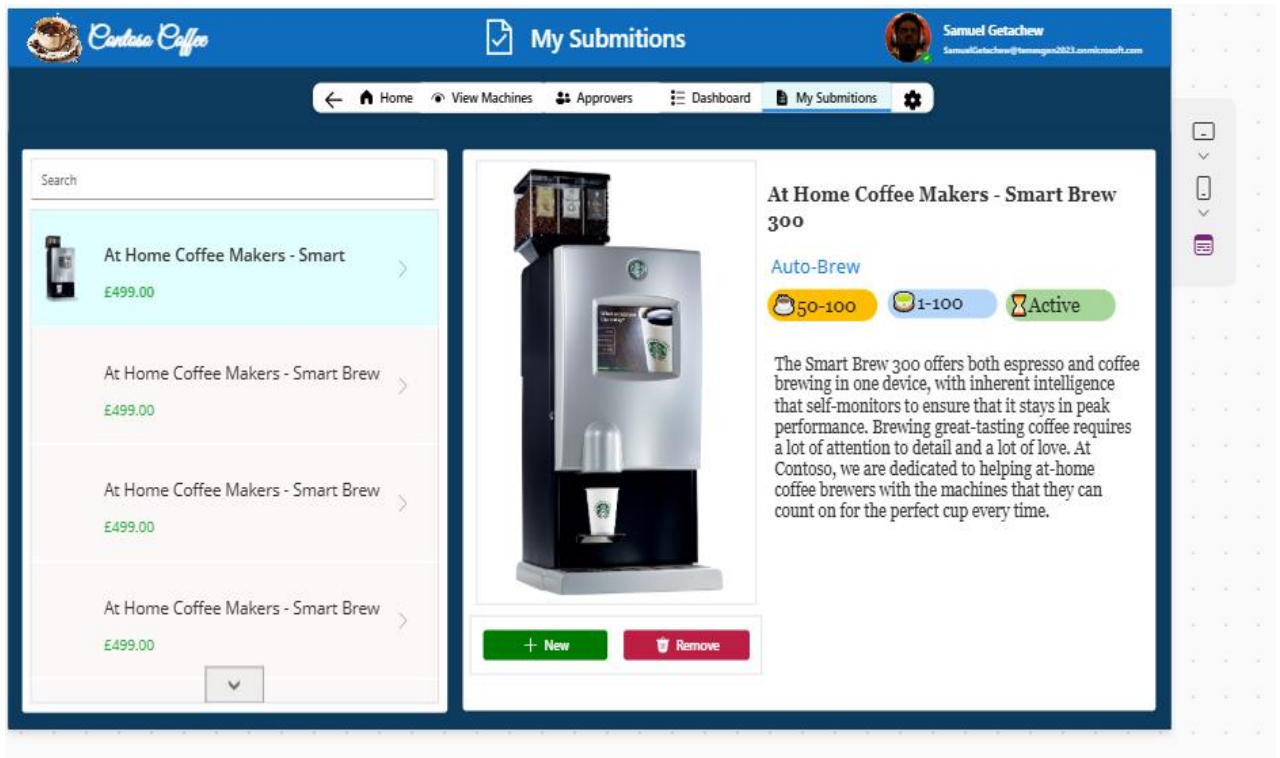 Contoso Coffee
My Submitions
Samuel Getachew
SamuelGetachew@temesgen2023.onmicrosoft.com
Home
View Machines
Approvers
Dashboard
My Submitions
Search
At Home Coffee Makers - Smart
£499.00
At Home Coffee Makers - Smart Brew
£499.00
At Home Coffee Makers - Smart Brew
£499.00
At Home Coffee Makers - Smart Brew
£499.00
New
Remove
At Home Coffee Makers - Smart Brew
300
Auto-Brew
50-100
1-100
Active
The Smart Brew 300 offers both espresso and coffee
brewing in one device, with inherent intelligence
that self-monitors to ensure that it stays in peak
performance. Brewing great-tasting coffee requires
a lot of attention to detail and a lot of love. At
Contoso, we are dedicated to helping at-home
coffee brewers with the machines that they can
count on for the perfect cup every time.